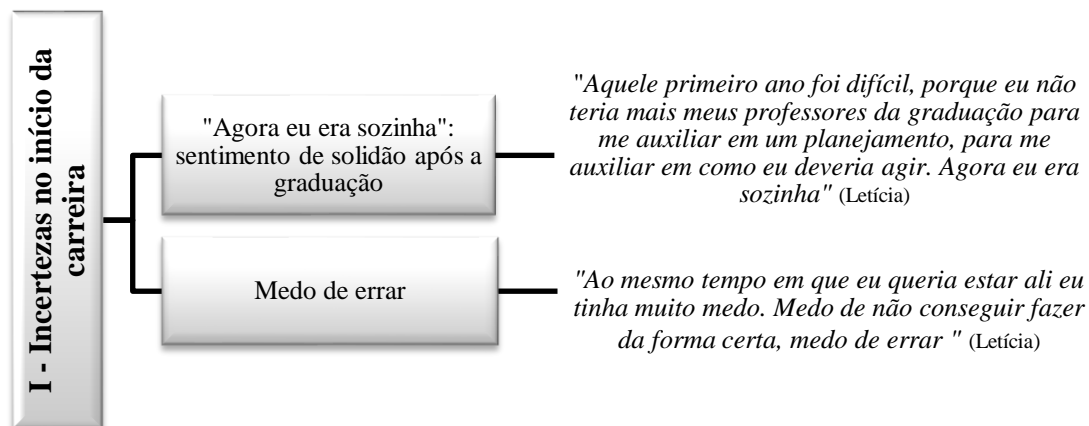 I - Incertezas no início da
carreira
"Agora eu era sozinha":
sentimento de solidão após a
graduação
"Aquele primeiro ano foi difícil, porque eu não
teria mais meus professores da graduação para
me auxiliar em um planejamento, para me
auxiliar em como eu deveria agir. Agora eu era
sozinha" (Letícia)
Medo de errar
"Ao mesmo tempo em que eu queria estar ali eu
tinha muito medo. Medo de não conseguir fazer
da forma certa, medo de errar " (Letícia)